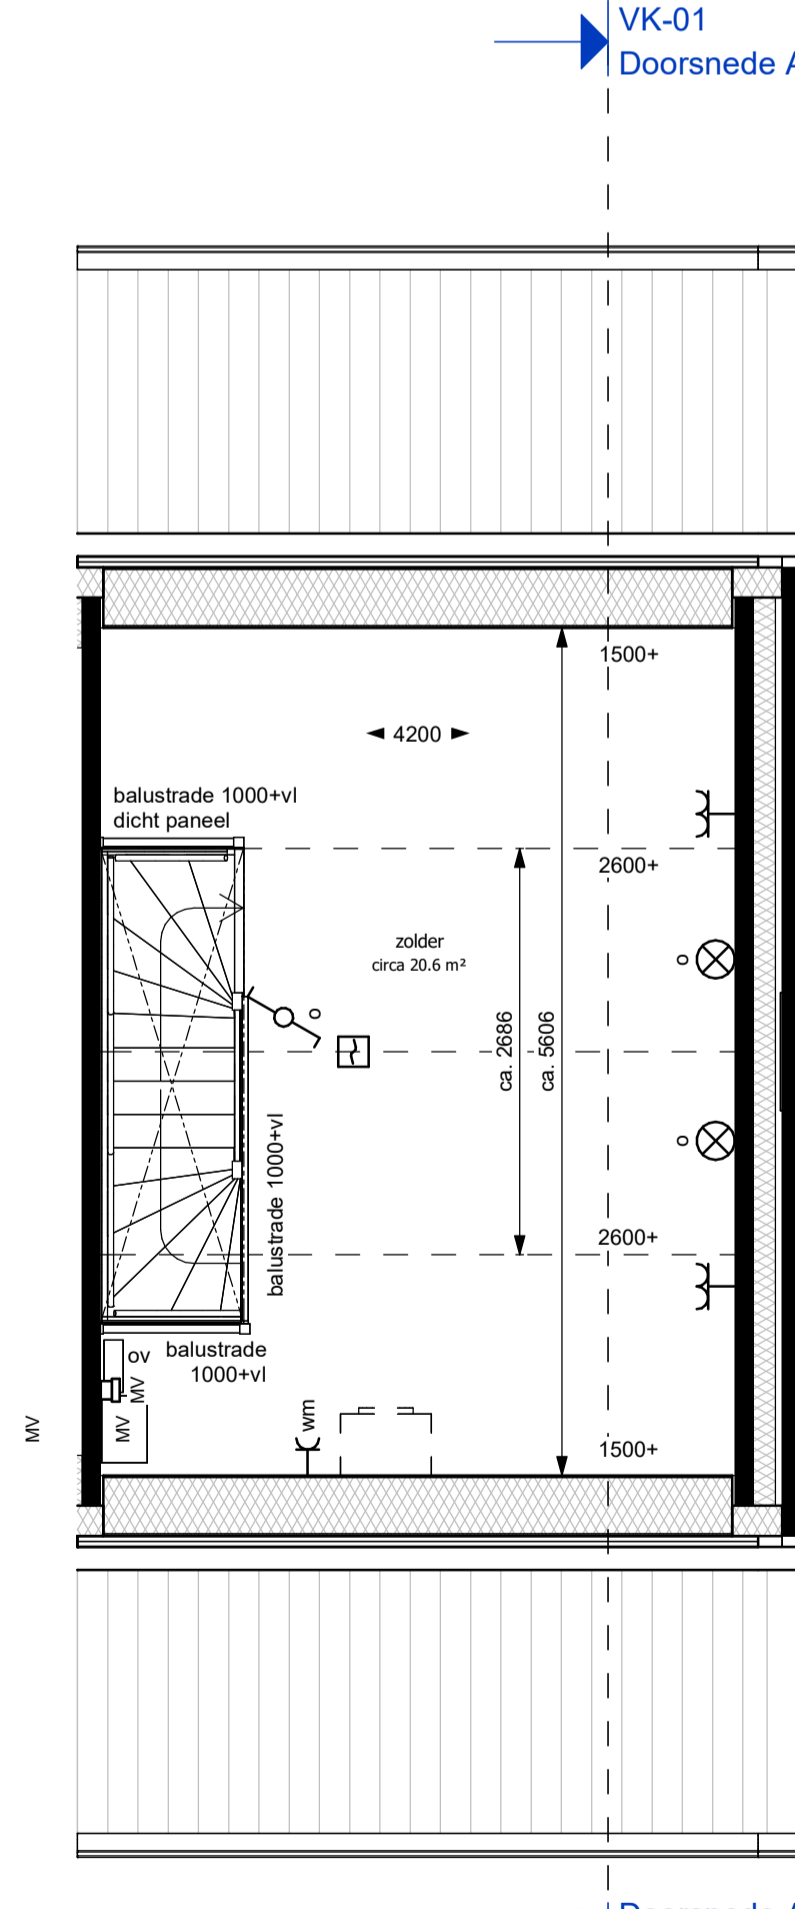 VK-01
Doorsnede A
1500+
4200
balustrade 1000+vl
dicht paneel
2600+
zolder
circa 20.6 m²
o
o
ca. 2686
ca. 5606
balustrade 1000+vl
o
2600+
balustrade
1000+vl
ov
MV
MV
MV
wm
1500+